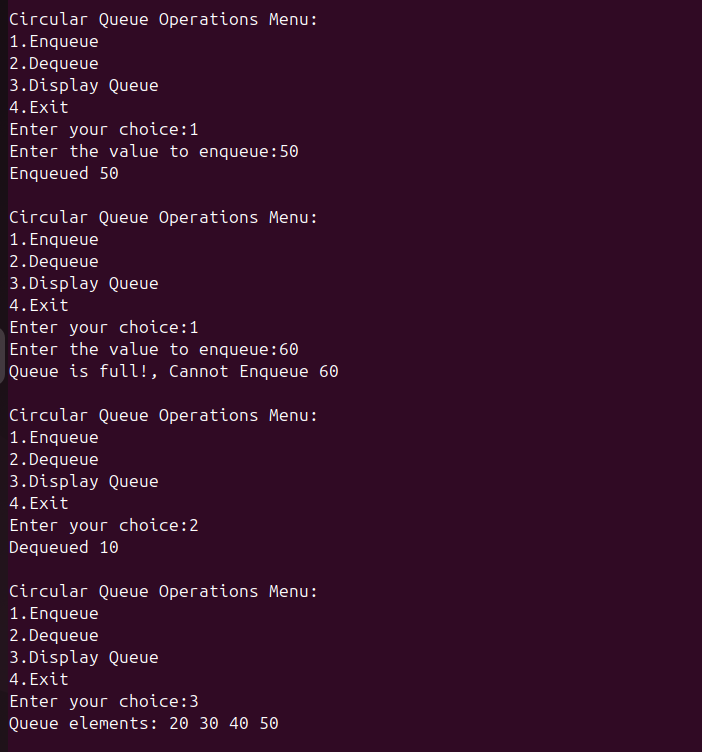 Circular Queue Operations Menu:
1.Enqueue
2.Dequeue
3.Display Queue
4.Exit
Enter your choice:1
Enter the value to enqueue:50
Enqueued 50

Circular Queue Operations Menu:
1.Enqueue
2.Dequeue
3.Display Queue
4.Exit
Enter your choice:1
Enter the value to enqueue:60
Queue is full!, Cannot Enqueue 60

Circular Queue Operations Menu:
1.Enqueue
2.Dequeue
3.Display Queue
4.Exit
Enter your choice:2
Dequeued 10

Circular Queue Operations Menu:
1.Enqueue
2.Dequeue
3.Display Queue
4.Exit
Enter your choice:3
Queue elements: 20 30 40 50